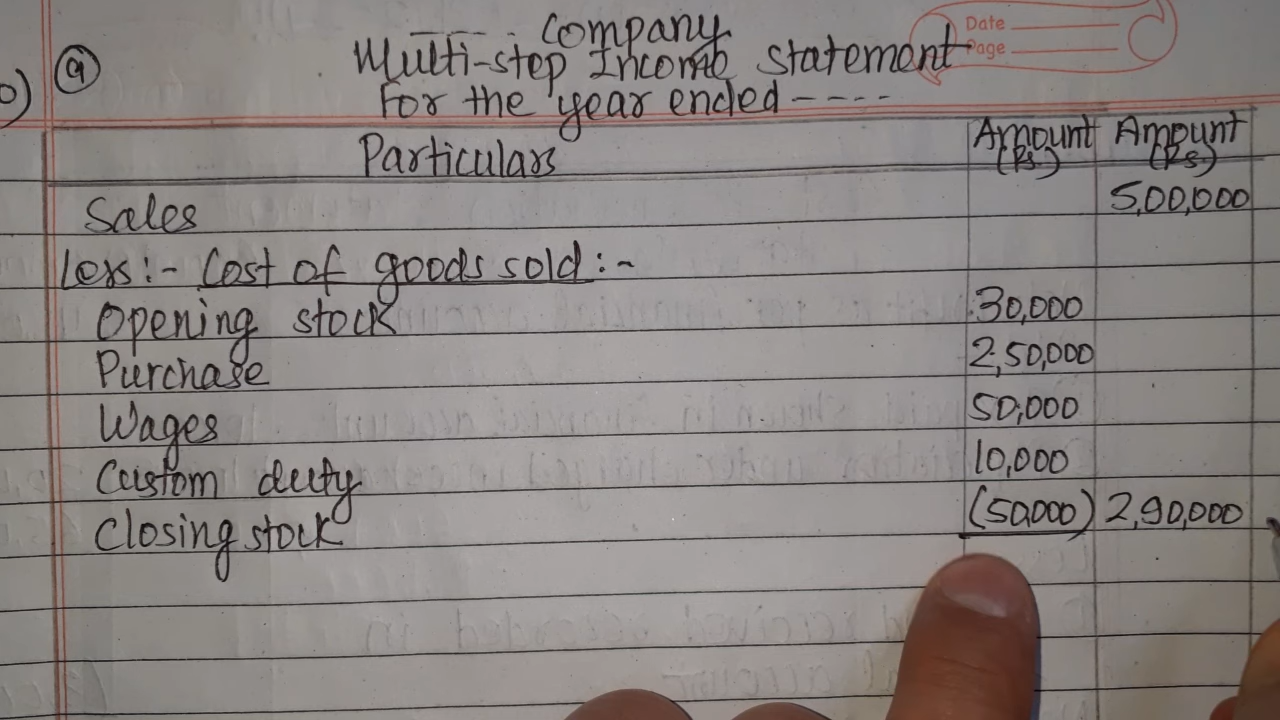 Date
Page
---- Company
Multi-step Income statement
For the year ended ----
b) a
Particulars Amount (Rs) Amount (Rs)
Sales 5,00,000
Less:- Cost of goods sold:-
Opening stock 30,000
Purchase 2,50,000
Wages 50,000
Custom duty 10,000
Closing stock (50,000) 2,90,000